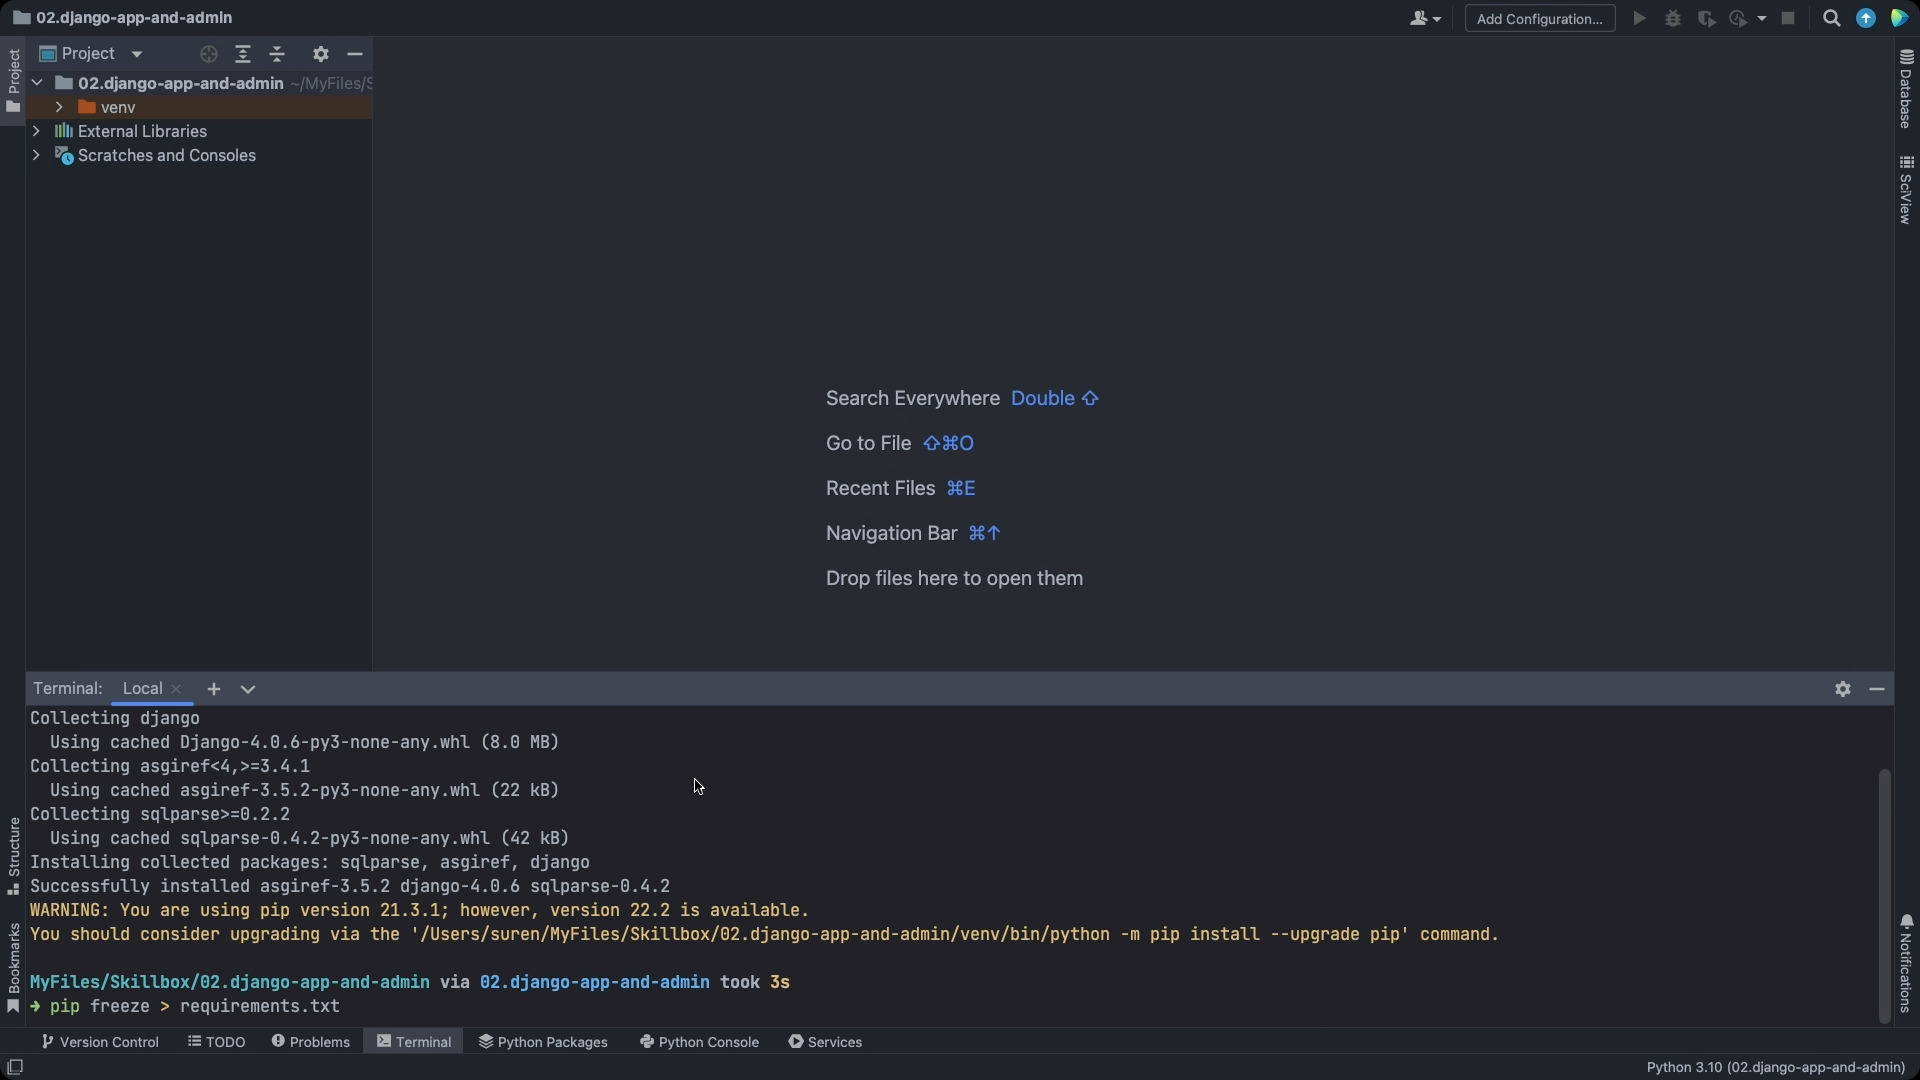 02.django-app-and-admin
Add Configuration...
Project
Project
02.django-app-and-admin ~/MyFiles/S
venv
External Libraries
Scratches and Consoles
Database
SciView
Search Everywhere Double ⇧
Go to File ⇧⌘O
Recent Files ⌘E
Navigation Bar ⌘↑
Drop files here to open them
Terminal: Local
Collecting django
Using cached Django-4.0.6-py3-none-any.whl (8.0 MB)
Collecting asgiref<4,>=3.4.1
Using cached asgiref-3.5.2-py3-none-any.whl (22 kB)
Collecting sqlparse>=0.2.2
Using cached sqlparse-0.4.2-py3-none-any.whl (42 kB)
Installing collected packages: sqlparse, asgiref, django
Successfully installed asgiref-3.5.2 django-4.0.6 sqlparse-0.4.2
WARNING: You are using pip version 21.3.1; however, version 22.2 is available.
You should consider upgrading via the '/Users/suren/MyFiles/Skillbox/02.django-app-and-admin/venv/bin/python -m pip install --upgrade pip' command.
MyFiles/Skillbox/02.django-app-and-admin via 02.django-app-and-admin took 3s
➜ pip freeze > requirements.txt
Structure
Bookmarks
Notifications
Version Control
TODO
Problems
Terminal
Python Packages
Python Console
Services
Python 3.10 (02.django-app-and-admin)